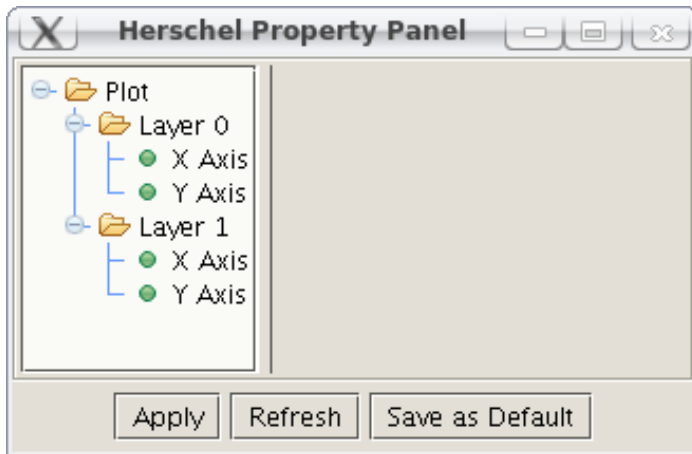 Herschel Property Panel
Plot
Layer 0
X Axis
Y Axis
Layer 1
X Axis
Y Axis
Apply Refresh Save as Default